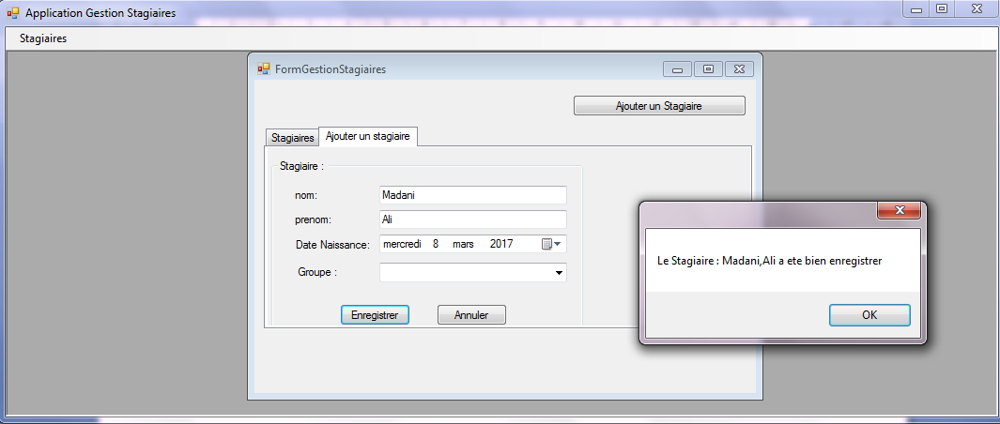 Application Gestion Stagiaires
Stagiaires
FormGestionStagiaires
Ajouter un Stagiaire
Stagiaires
Ajouter un stagiaire
Stagiaire :
nom:
Madani
prenom:
Ali
Date Naissance:
mercredi 8 mars 2017
Groupe :
Enregistrer
Annuler
Le Stagiaire : Madani,Ali a ete bien enregistrer
OK